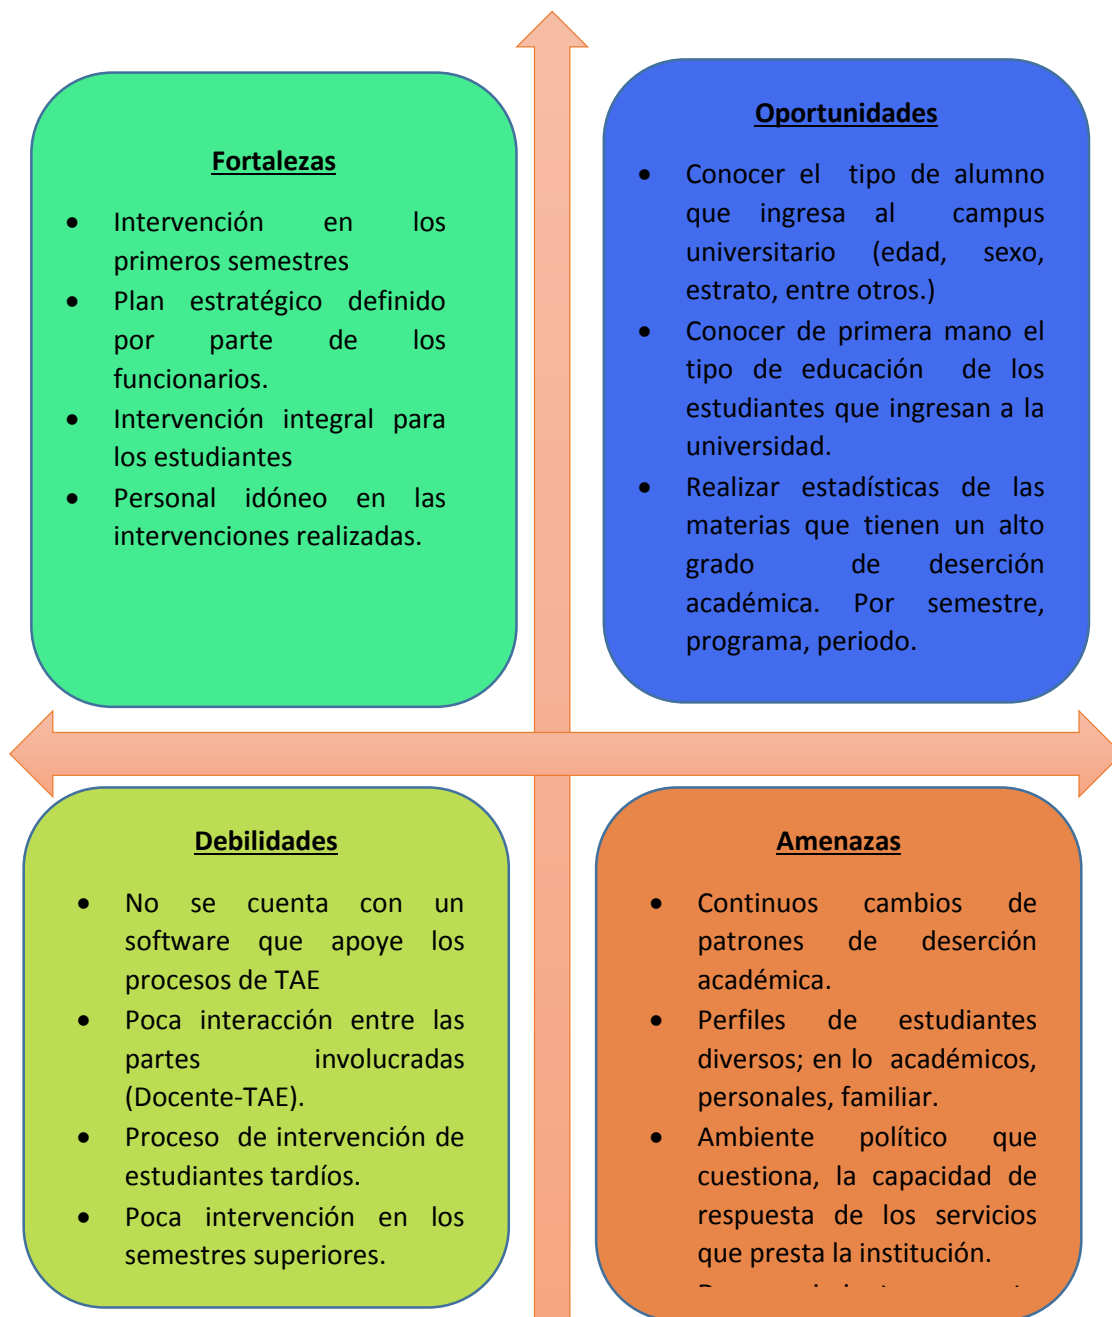 Fortalezas
• Intervención en los
primeros semestres
• Plan estratégico definido
por parte de los
funcionarios.
• Intervención integral para
los estudiantes
• Personal idóneo en las
intervenciones realizadas.
Oportunidades
• Conocer el tipo de alumno
que ingresa al campus
universitario (edad, sexo,
estrato, entre otros.)
• Conocer de primera mano el
tipo de educación de los
estudiantes que ingresan a la
universidad.
• Realizar estadísticas de las
materias que tienen un alto
grado de deserción
académica. Por semestre,
programa, periodo.
Debilidades
• No se cuenta con un
software que apoye los
procesos de TAE
• Poca interacción entre las
partes involucradas
(Docente-TAE).
• Proceso de intervención de
estudiantes tardíos.
• Poca intervención en los
semestres superiores.
Amenazas
• Continuos cambios de
patrones de deserción
académica.
• Perfiles de estudiantes
diversos; en lo académicos,
personales, familiar.
• Ambiente político que
cuestiona, la capacidad de
respuesta de los servicios
que presta la institución.